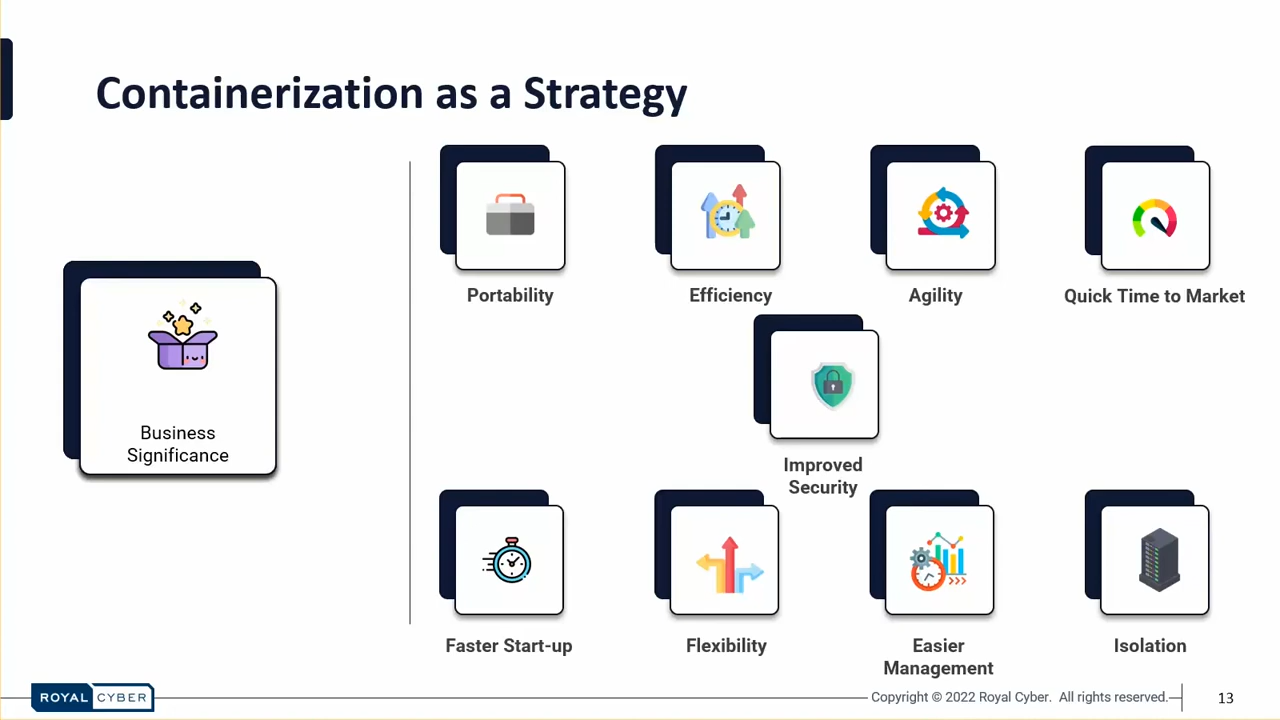 Containerization as a Strategy
Business
Significance
Portability
Efficiency
Agility
Quick Time to Market
Improved
Security
Faster Start-up
Flexibility
Easier
Management
Isolation
ROYAL CYBER
Copyright © 2022 Royal Cyber. All rights reserved.
13